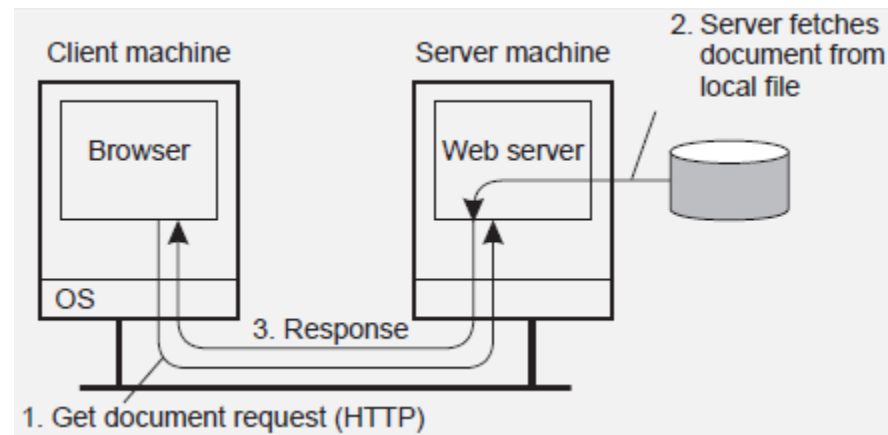 Client machine
Server machine
2. Server fetches
document from
local file
Browser
Web server
OS
3. Response
1. Get document request (HTTP)